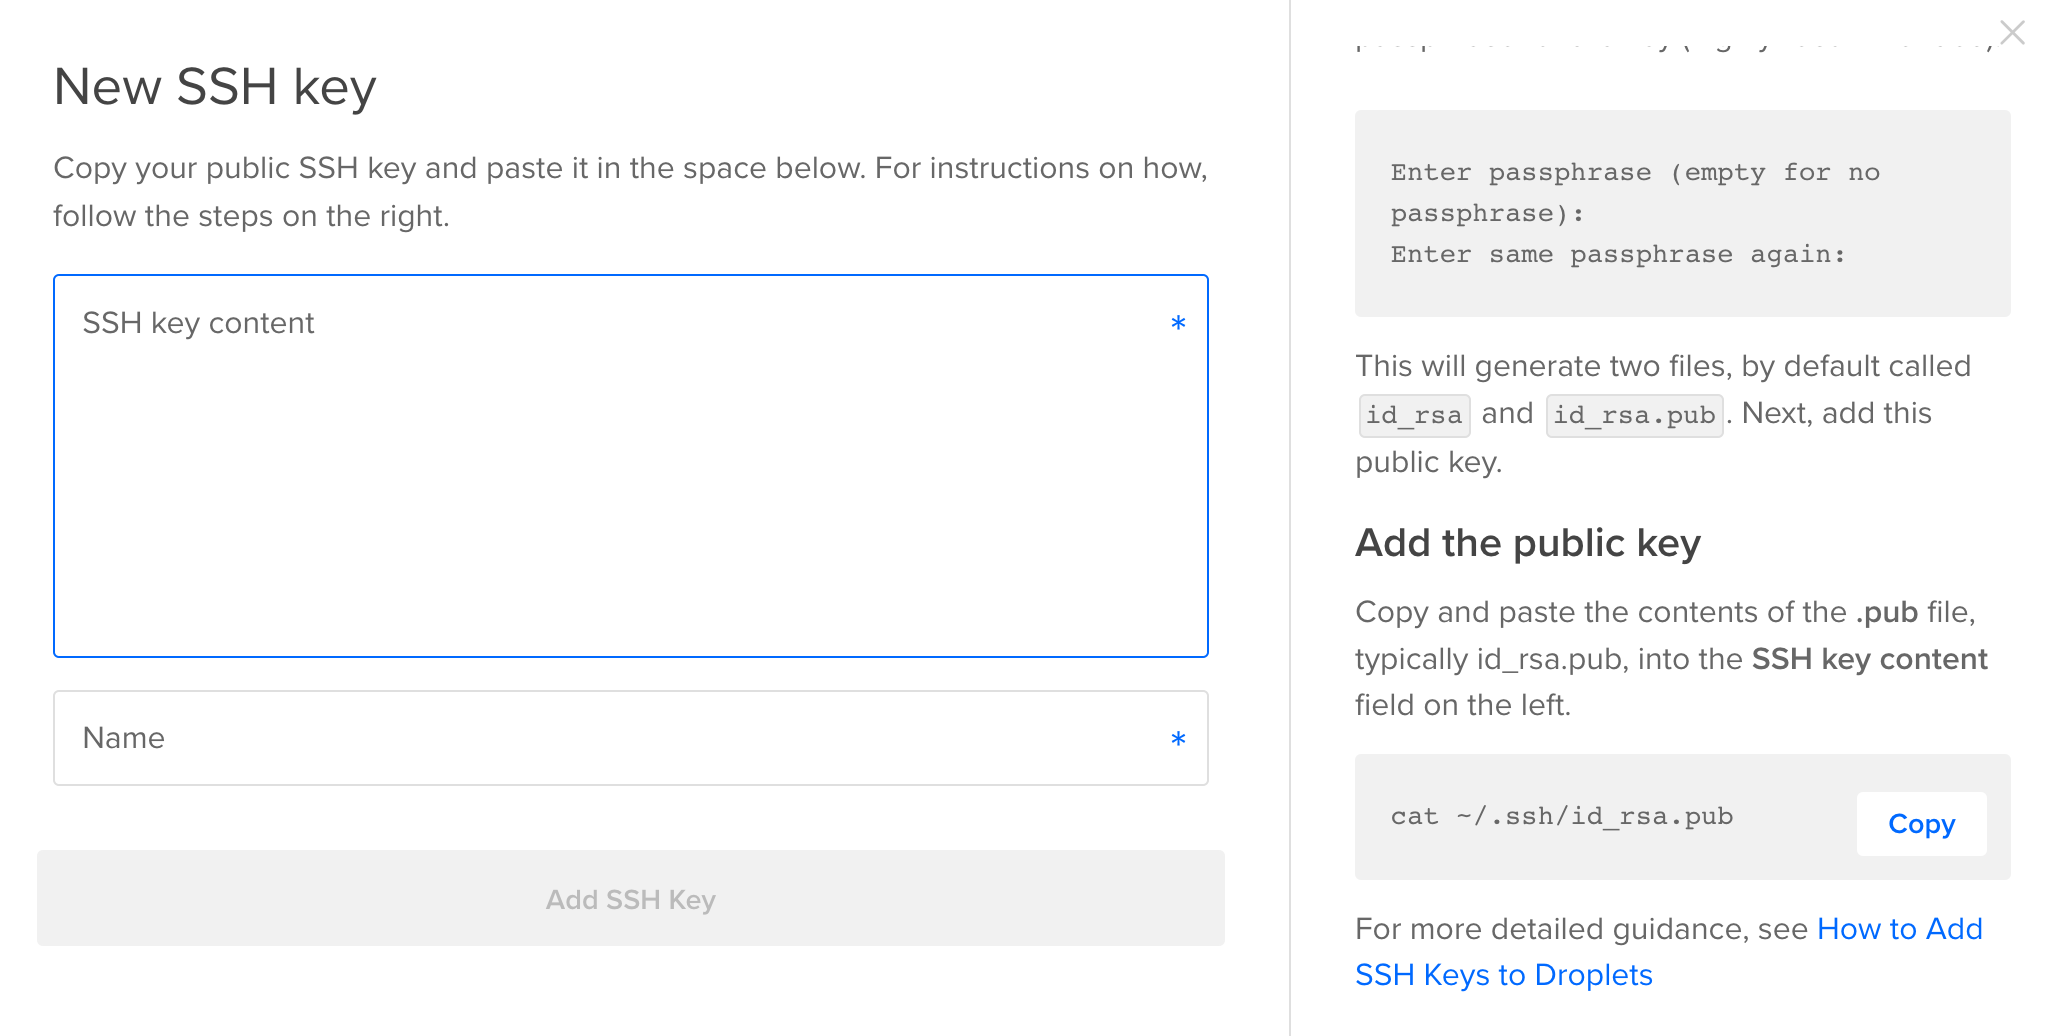 New SSH key
Copy your public SSH key and paste it in the space below. For instructions on how,
follow the steps on the right.
SSH key content *
Name *
Add SSH Key
Enter passphrase (empty for no
passphrase):
Enter same passphrase again:
This will generate two files, by default called
id_rsa and id_rsa.pub. Next, add this
public key.
Add the public key
Copy and paste the contents of the .pub file,
typically id_rsa.pub, into the SSH key content
field on the left.
cat ~/.ssh/id_rsa.pub
Copy
For more detailed guidance, see How to Add
SSH Keys to Droplets